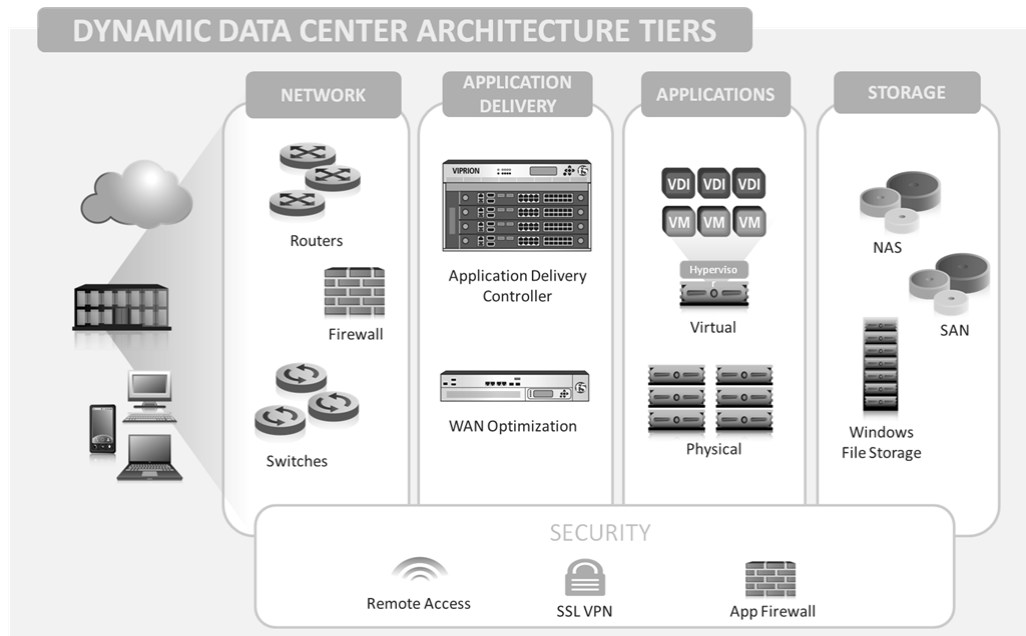 DYNAMIC DATA CENTER ARCHITECTURE TIERS
NETWORK
Routers
Firewall
Switches
APPLICATION
DELIVERY
VIPRION
Application Delivery
Controller
WAN Optimization
APPLICATIONS
VDI VDI VDI
VM VM VM
Hyperviso
r
Virtual
Physical
STORAGE
NAS
SAN
Windows
File Storage
SECURITY
Remote Access
SSL VPN
App Firewall